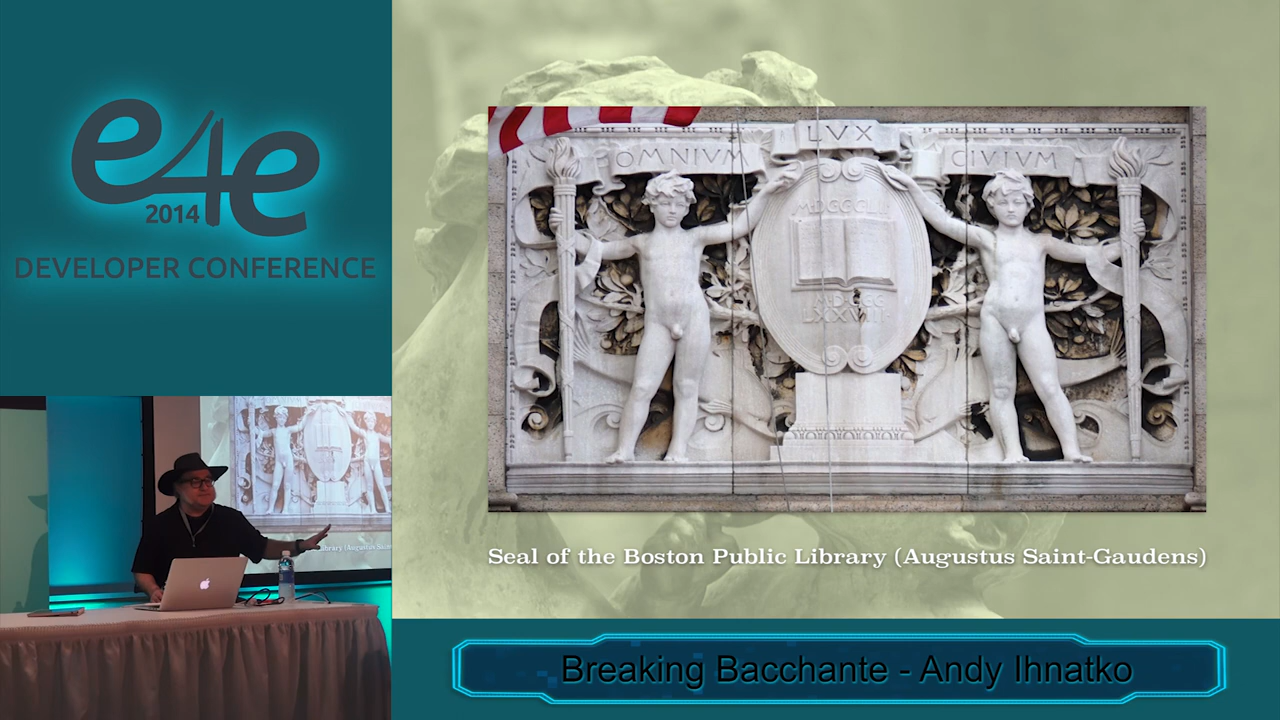 e4e
2014
DEVELOPER CONFERENCE
LVX
OMNIVM
CIVIVM
MDCCCLII
MDCCC
LXXVIII
Seal of the Boston Public Library (Augustus Saint-Gaudens)
Breaking Bacchante - Andy Ihnatko